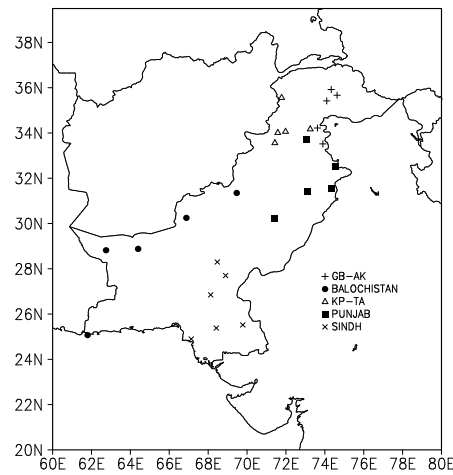 38N
36N
34N
32N
30N
28N
26N
24N
22N
20N
GB-AK
BALOCHISTAN
KP-TA
PUNJAB
SINDH
60E 62E 64E 66E 68E 70E 72E 74E 76E 78E 80E